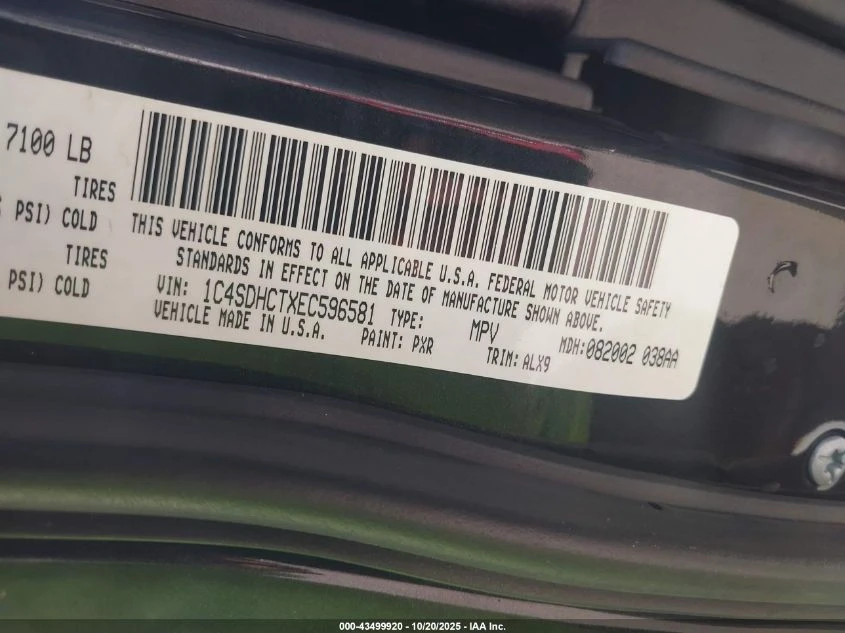 7100 LB
TIRES
PSI) COLD
TIRES
PSI) COLD
THIS VEHICLE CONFORMS TO ALL APPLICABLE U.S.A. FEDERAL MOTOR VEHICLE SAFETY
STANDARDS IN EFFECT ON THE DATE OF MANUFACTURE SHOWN ABOVE.
VIN: 1C4SDHCTXEC596581 TYPE: MPV MDH:082002 038AA
VEHICLE MADE IN U.S.A. PAINT: PXR TRIM: ALX9
000-43499920 - 10/20/2025 - IAA Inc.